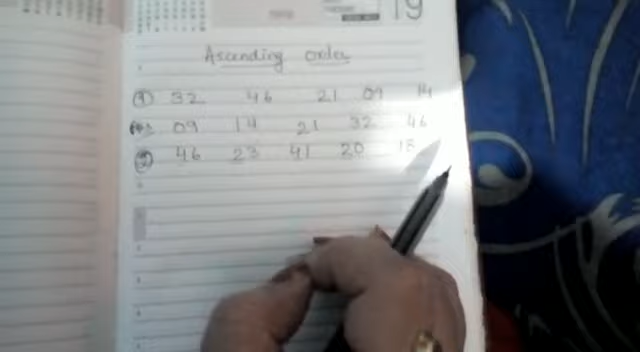 19
Ascending order
① 32 46 21 09 14
09 14 21 32 46
② 46 23 41 20 18